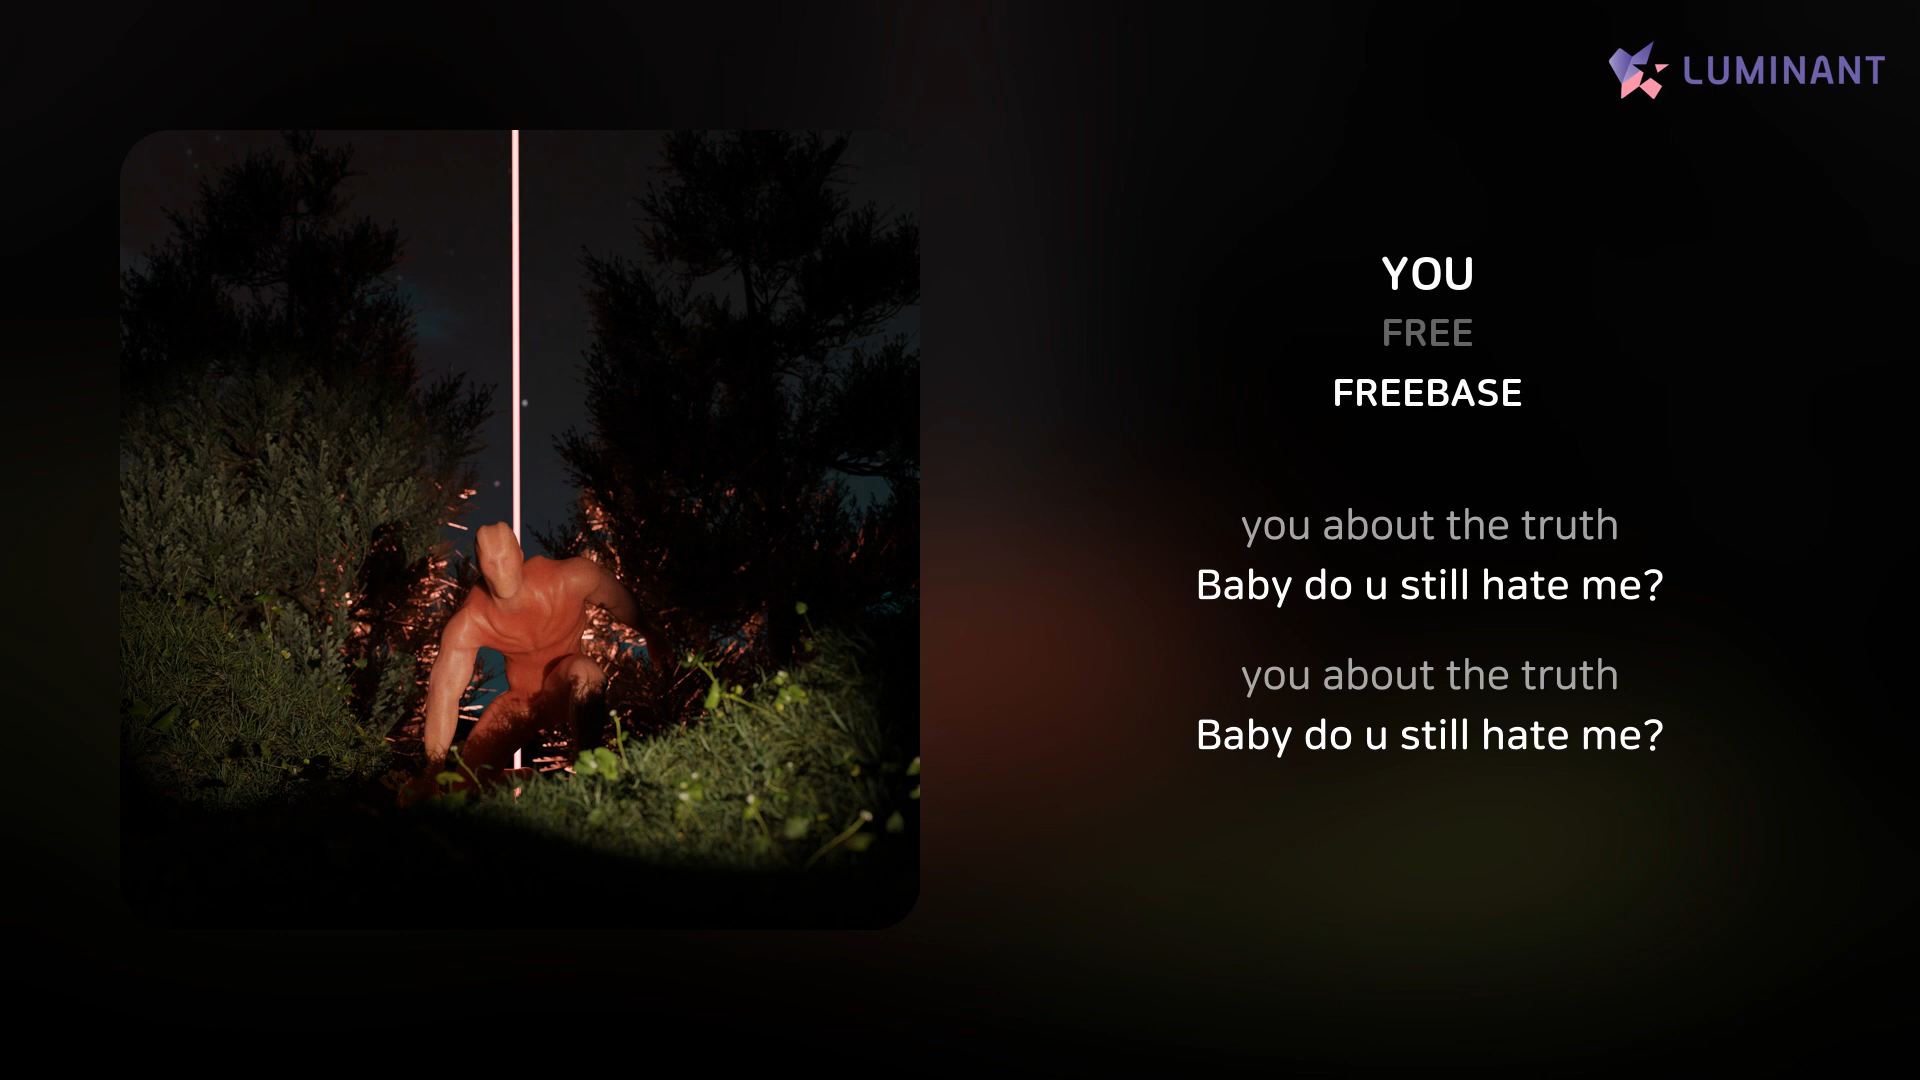 LUMINANT
YOU
FREE
FREEBASE
you about the truth
Baby do u still hate me?
you about the truth
Baby do u still hate me?